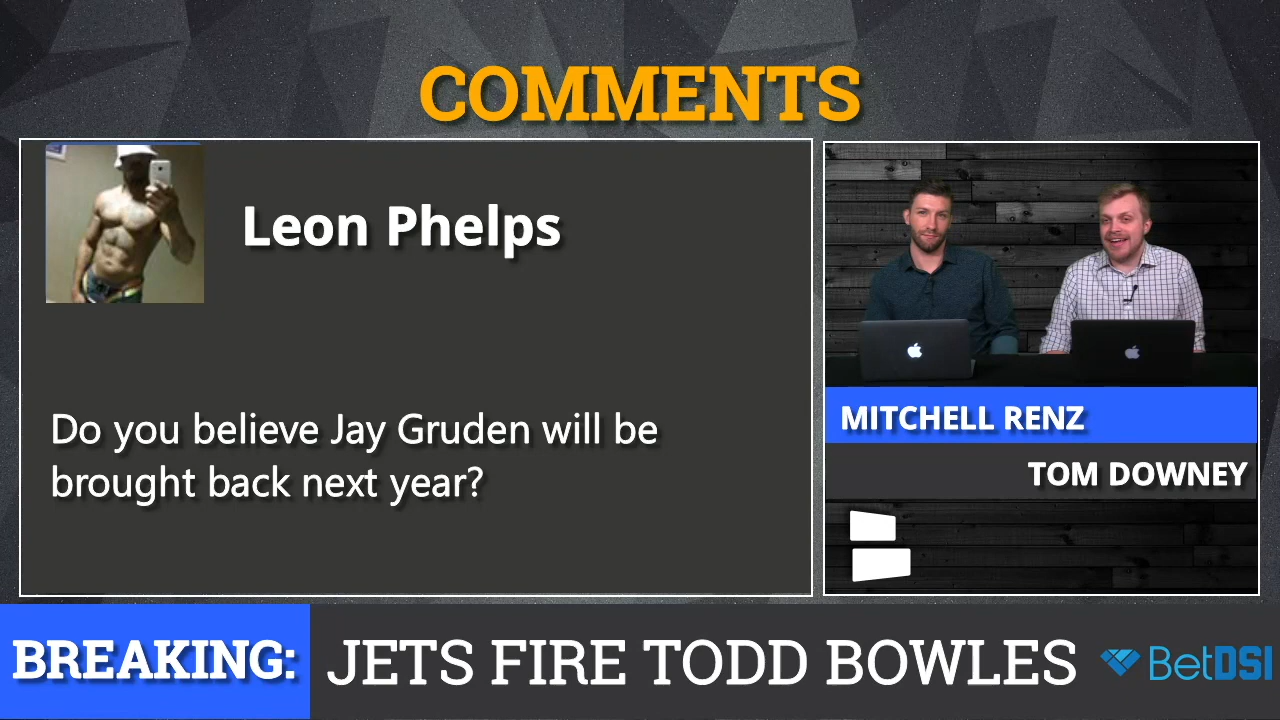 COMMENTS
Leon Phelps
Do you believe Jay Gruden will be
brought back next year?
MITCHELL RENZ
TOM DOWNEY
BREAKING:
JETS FIRE TODD BOWLES
BetDSI